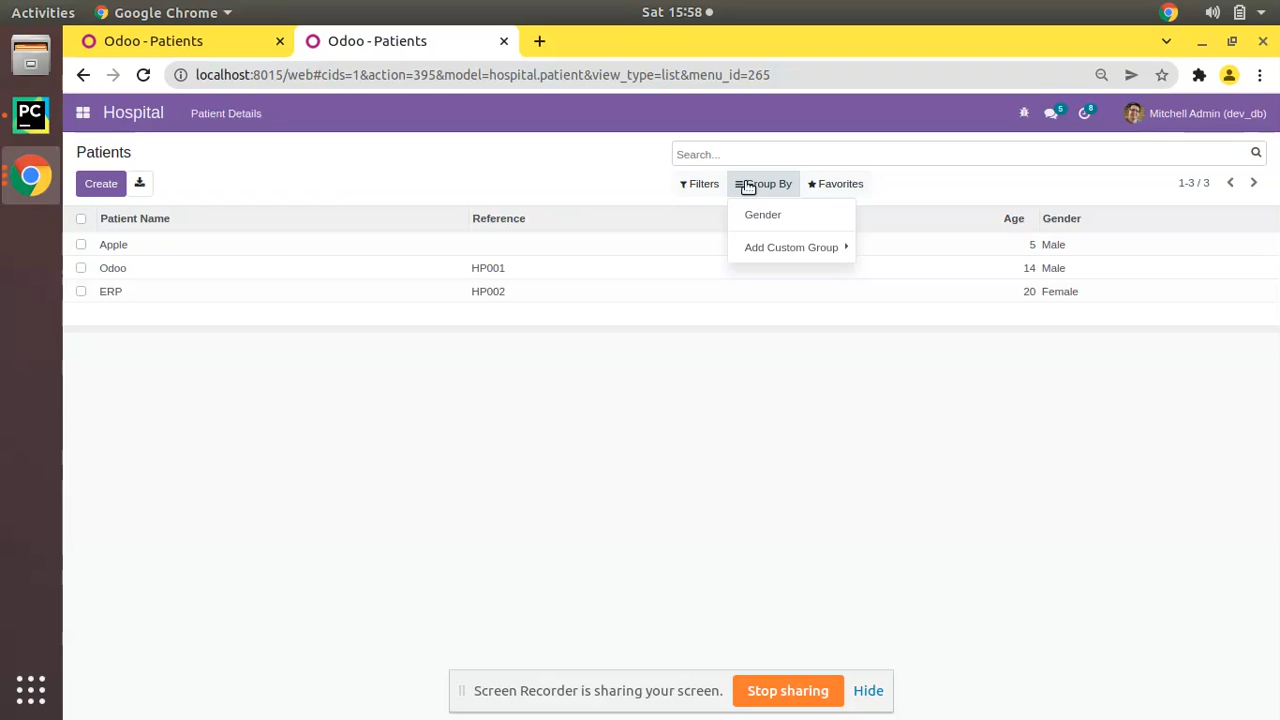 Activities Google Chrome Sat 15:58
Odoo - Patients Odoo - Patients
localhost:8015/web#cids=1&action=395&model=hospital.patient&view_type=list&menu_id=265
PC
Hospital Patient Details 5 8 Mitchell Admin (dev_db)
Patients Search...
Create Filters Group By Favorites 1-3 / 3
Patient Name Reference Age Gender
Gender
Apple 5 Male
Add Custom Group
Odoo HP001 14 Male
ERP HP002 20 Female
Screen Recorder is sharing your screen. Stop sharing Hide